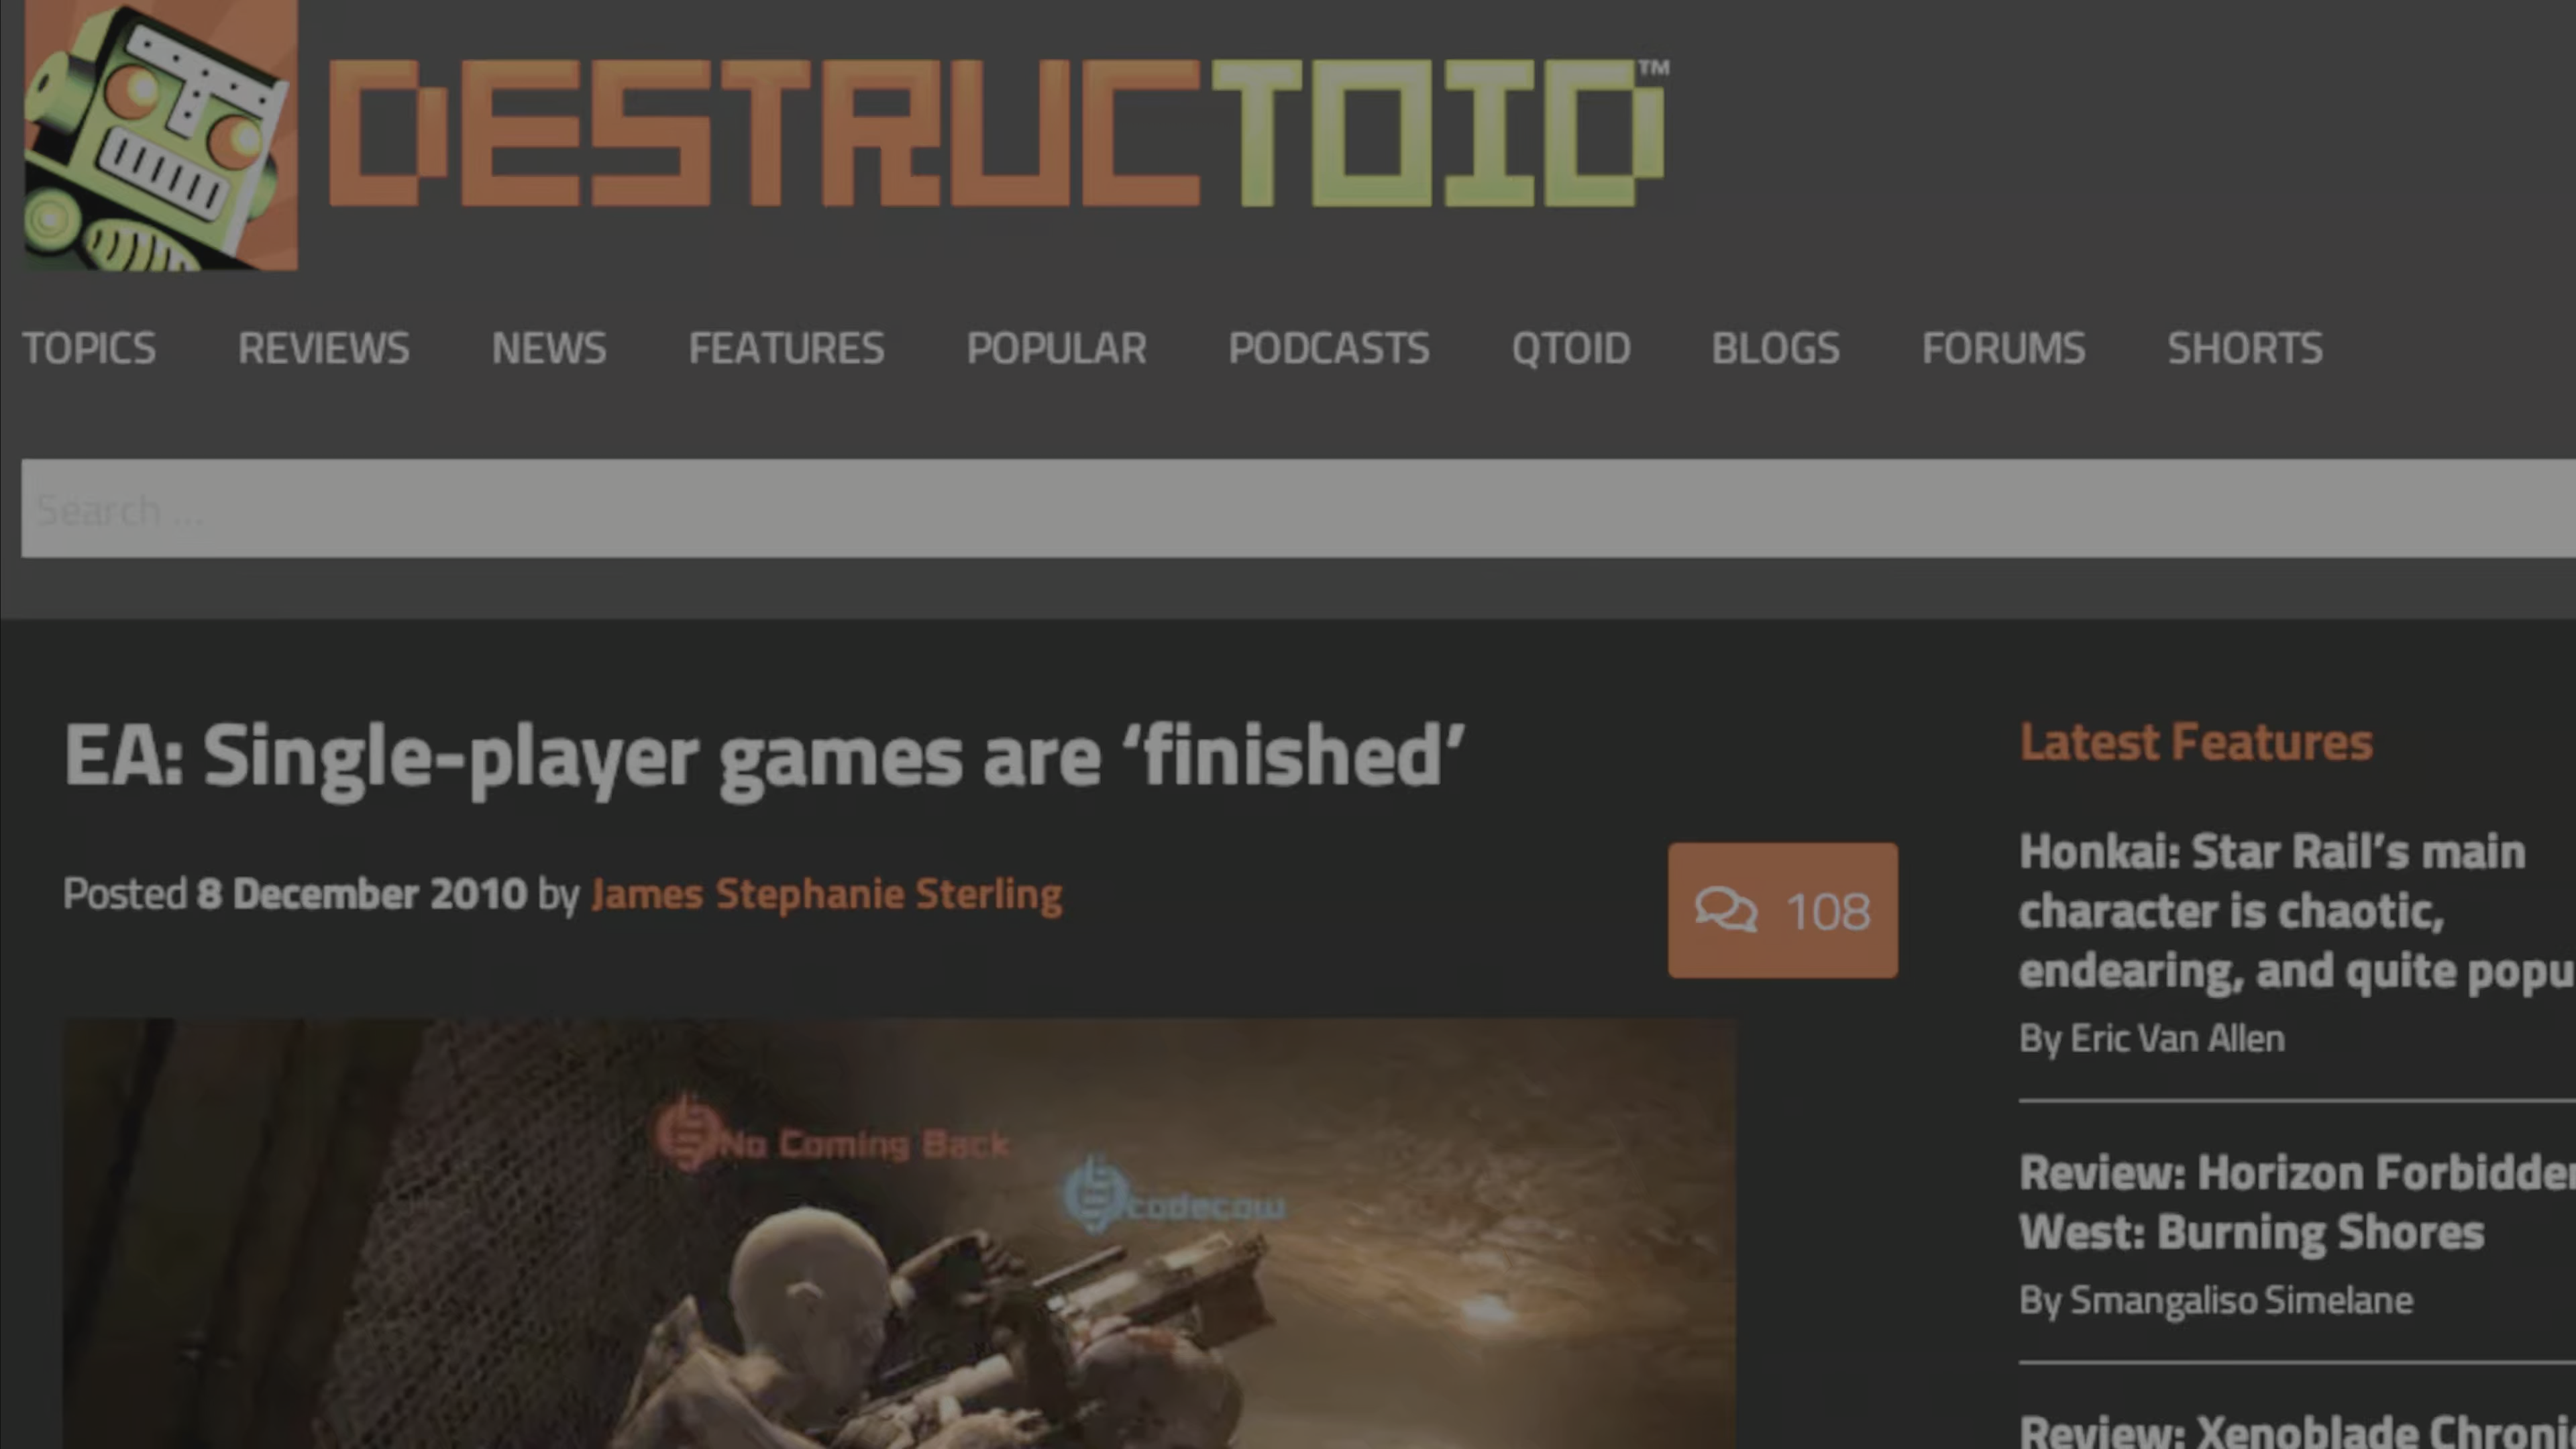 DESTRUCTOID™
TOPICS REVIEWS NEWS FEATURES POPULAR PODCASTS QTOID BLOGS FORUMS SHORTS
Search ...
EA: Single-player games are ‘finished’
Posted 8 December 2010 by James Stephanie Sterling
108
No Coming Back
codecow
Latest Features
Honkai: Star Rail’s main
character is chaotic,
endearing, and quite popu
By Eric Van Allen
Review: Horizon Forbidden
West: Burning Shores
By Smangaliso Simelane
Review: Xenoblade Chroni